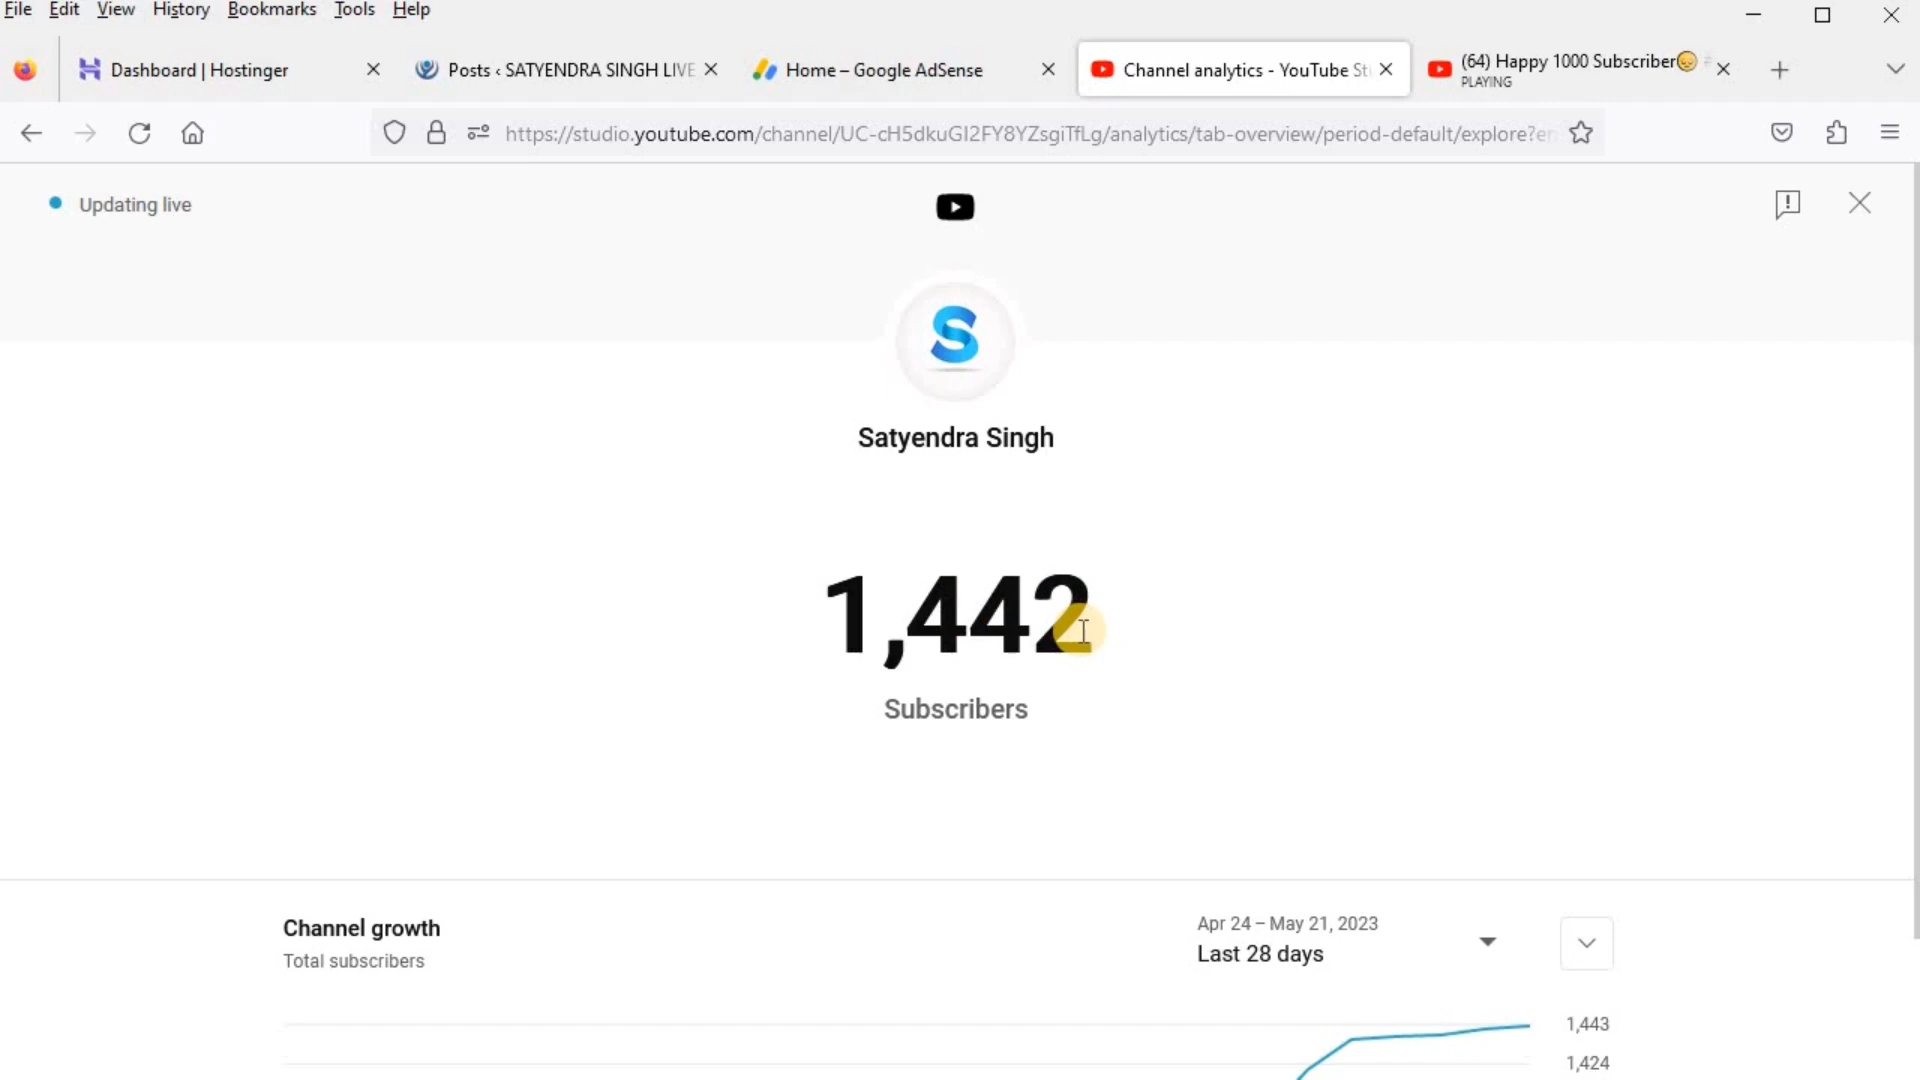 File Edit View History Bookmarks Tools Help
Dashboard | Hostinger
Posts ‹ SATYENDRA SINGH LIVE
Home – Google AdSense
Channel analytics - YouTube St
(64) Happy 1000 Subscriber😞 #
PLAYING
https://studio.youtube.com/channel/UC-cH5dkuGI2FY8YZsgiTfLg/analytics/tab-overview/period-default/explore?en
Updating live
S
Satyendra Singh
1,442
Subscribers
Channel growth
Total subscribers
Apr 24 – May 21, 2023
Last 28 days
1,443
1,424